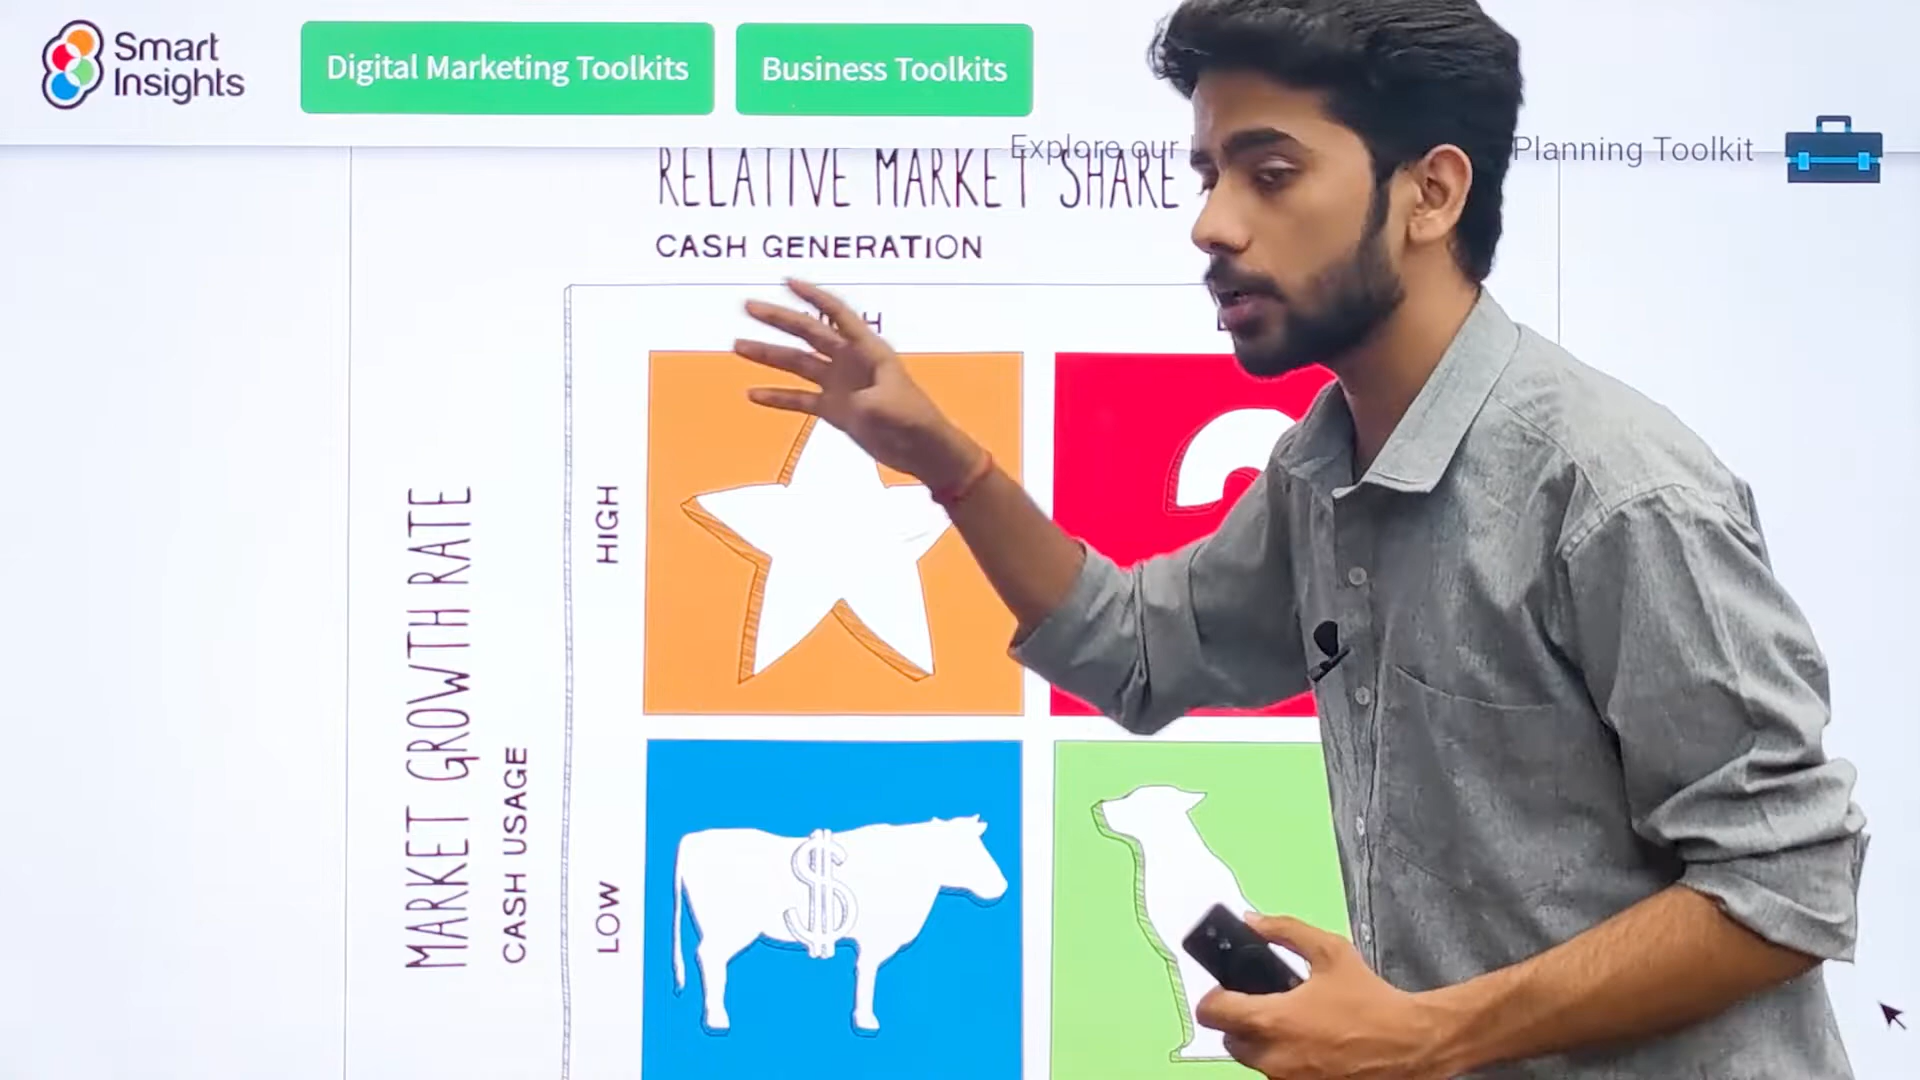 Smart
Insights
Digital Marketing Toolkits
Business Toolkits
Explore our
Planning Toolkit
RELATIVE MARKET SHARE
CASH GENERATION
HIGH
LOW
MARKET GROWTH RATE
CASH USAGE
$